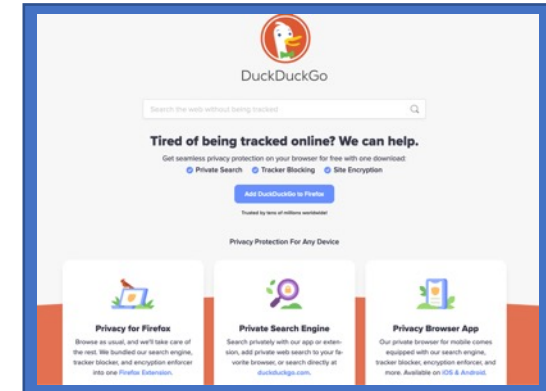 DuckDuckGo
Search the web without being tracked
Tired of being tracked online? We can help.
Get seamless privacy protection on your browser for free with one download:
Private Search Tracker Blocking Site Encryption
Add DuckDuckGo to Firefox
Trusted by tens of millions worldwide!
Privacy Protection For Any Device
Privacy for Firefox
Browse as usual, and we'll take care of
the rest. We bundled our search engine,
tracker blocker, and encryption enforcer
into one Firefox Extension.
Private Search Engine
Search privately with our app or exten-
sion, add private web search to your fa-
vorite browser, or search directly at
duckduckgo.com.
Privacy Browser App
Our private browser for mobile comes
equipped with our search engine,
tracker blocker, encryption enforcer, and
more. Available on iOS & Android.